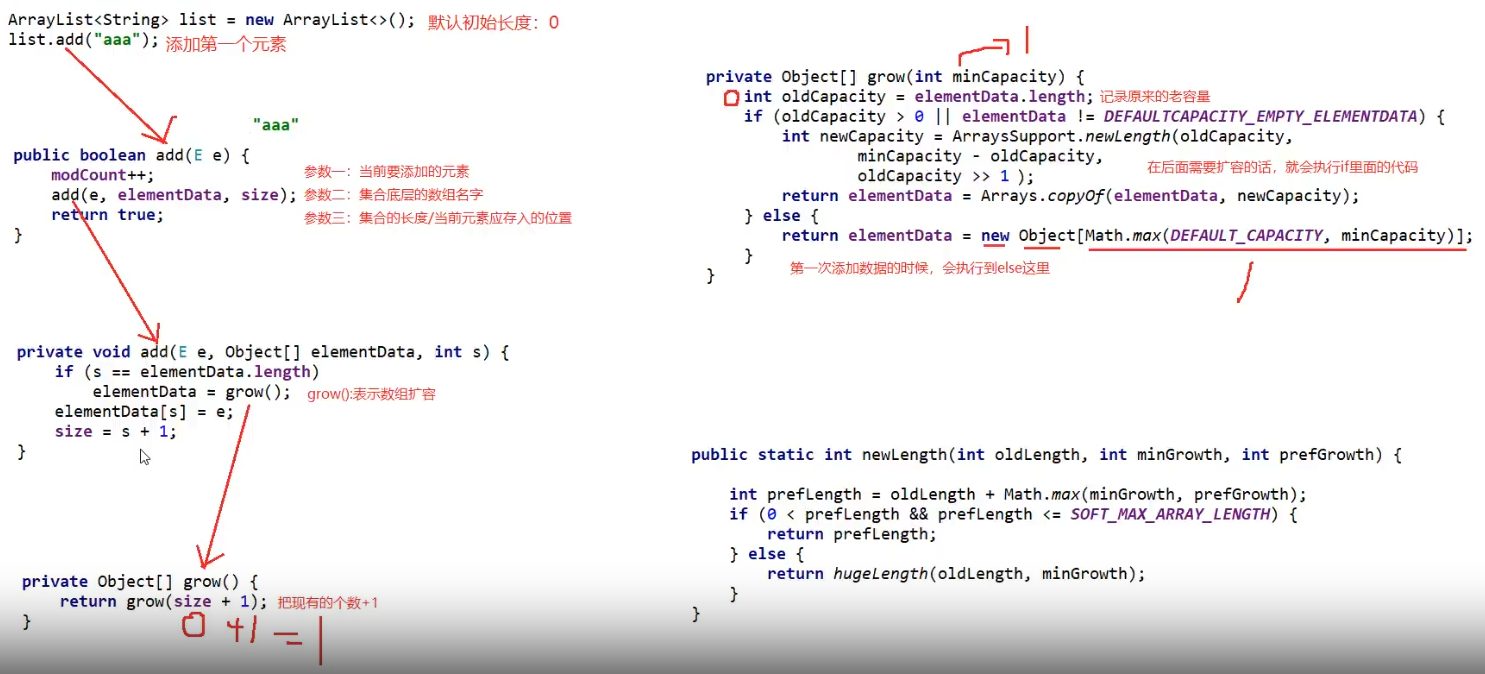 ArrayList<String> list = new ArrayList<>(); 默认初始长度：0
list.add("aaa"); 添加第一个元素
"aaa"
public boolean add(E e) {
modCount++;
add(e, elementData, size);
return true;
}
参数一：当前要添加的元素
参数二：集合底层的数组名字
参数三：集合的长度/当前元素应存入的位置
private void add(E e, Object[] elementData, int s) {
if (s == elementData.length)
elementData = grow(); grow():表示数组扩容
elementData[s] = e;
size = s + 1;
}
private Object[] grow() {
return grow(size + 1); 把现有的个数+1
}
0 +1 = 1
1
private Object[] grow(int minCapacity) {
0 int oldCapacity = elementData.length; 记录原来的老容量
if (oldCapacity > 0 || elementData != DEFAULTCAPACITY_EMPTY_ELEMENTDATA) {
int newCapacity = ArraysSupport.newLength(oldCapacity,
minCapacity - oldCapacity,
oldCapacity >> 1 );
在后面需要扩容的话，就会执行if里面的代码
return elementData = Arrays.copyOf(elementData, newCapacity);
} else {
return elementData = new Object[Math.max(DEFAULT_CAPACITY, minCapacity)];
}
第一次添加数据的时候，会执行到else这里
}
public static int newLength(int oldLength, int minGrowth, int prefGrowth) {
int prefLength = oldLength + Math.max(minGrowth, prefGrowth);
if (0 < prefLength && prefLength <= SOFT_MAX_ARRAY_LENGTH) {
return prefLength;
} else {
return hugeLength(oldLength, minGrowth);
}
}